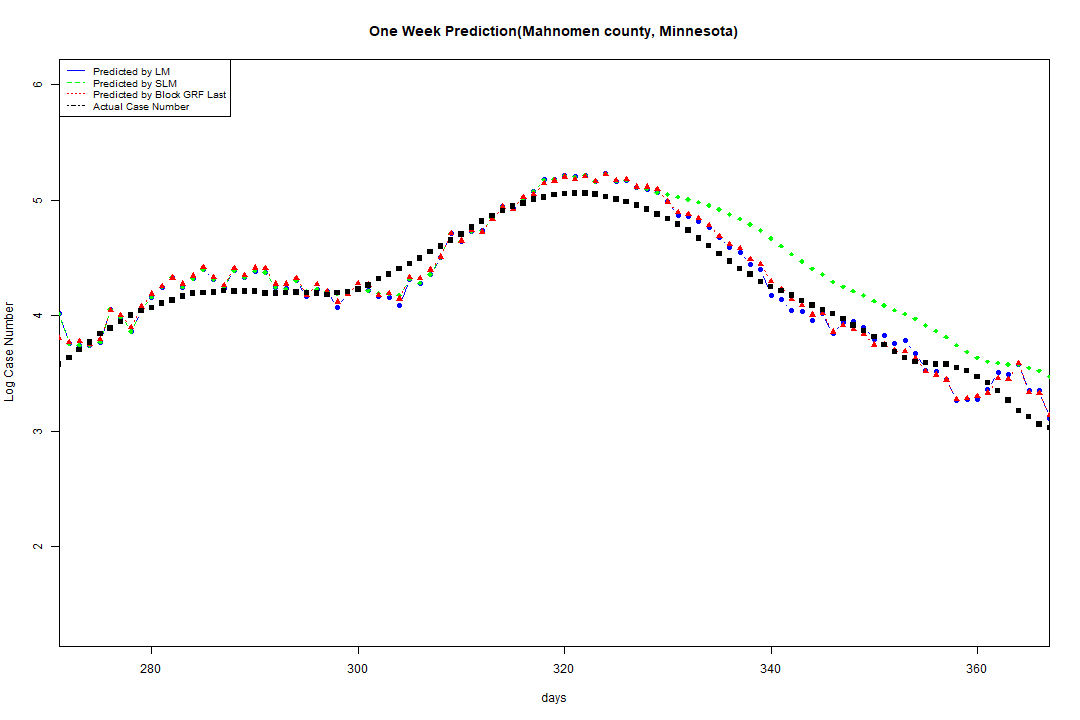 One Week Prediction(Mahnomen county, Minnesota)
Predicted by LM
Predicted by SLM
Predicted by Block GRF Last
Actual Case Number
6
5
4
3
2
Log Case Number
280 300 320 340 360
days